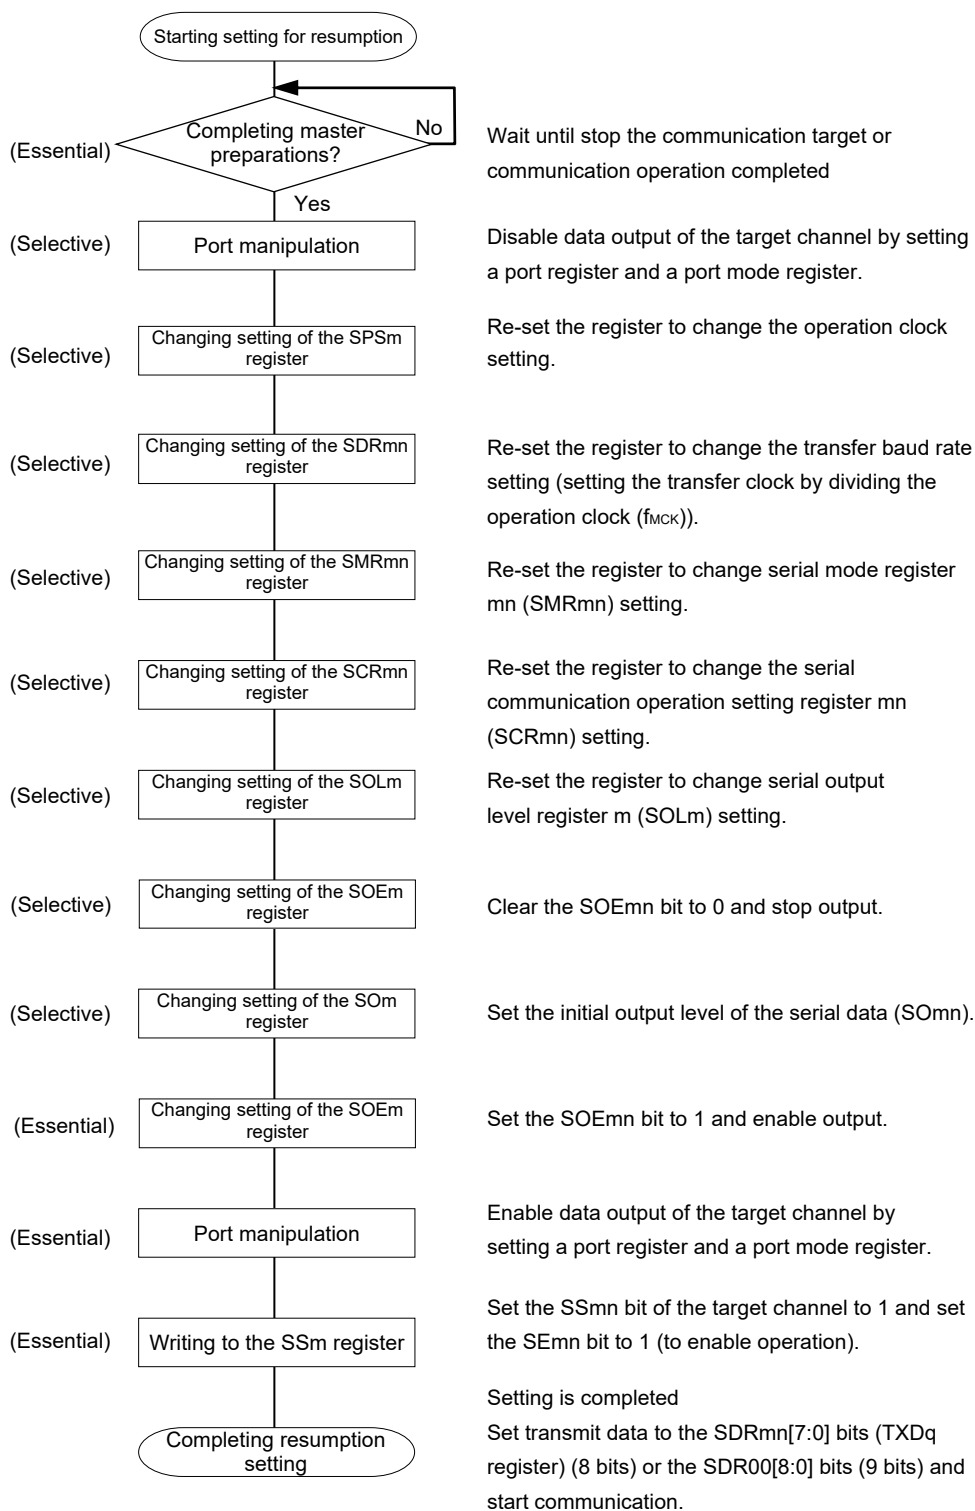 Starting setting for resumption
(Essential)
Completing master
preparations?
No
Wait until stop the communication target or
communication operation completed
Yes
(Selective)
Port manipulation
Disable data output of the target channel by setting
a port register and a port mode register.
(Selective)
Changing setting of the SPSm
register
Re-set the register to change the operation clock
setting.
(Selective)
Changing setting of the SDRmn
register
Re-set the register to change the transfer baud rate
setting (setting the transfer clock by dividing the
operation clock (fMCK)).
(Selective)
Changing setting of the SMRmn
register
Re-set the register to change serial mode register
mn (SMRmn) setting.
(Selective)
Changing setting of the SCRmn
register
Re-set the register to change the serial
communication operation setting register mn
(SCRmn) setting.
(Selective)
Changing setting of the SOLm
register
Re-set the register to change serial output
level register m (SOLm) setting.
(Selective)
Changing setting of the SOEm
register
Clear the SOEmn bit to 0 and stop output.
(Selective)
Changing setting of the SOm
register
Set the initial output level of the serial data (SOmn).
(Essential)
Changing setting of the SOEm
register
Set the SOEmn bit to 1 and enable output.
(Essential)
Port manipulation
Enable data output of the target channel by
setting a port register and a port mode register.
(Essential)
Writing to the SSm register
Set the SSmn bit of the target channel to 1 and set
the SEmn bit to 1 (to enable operation).
Completing resumption
setting
Setting is completed
Set transmit data to the SDRmn[7:0] bits (TXDq
register) (8 bits) or the SDR00[8:0] bits (9 bits) and
start communication.